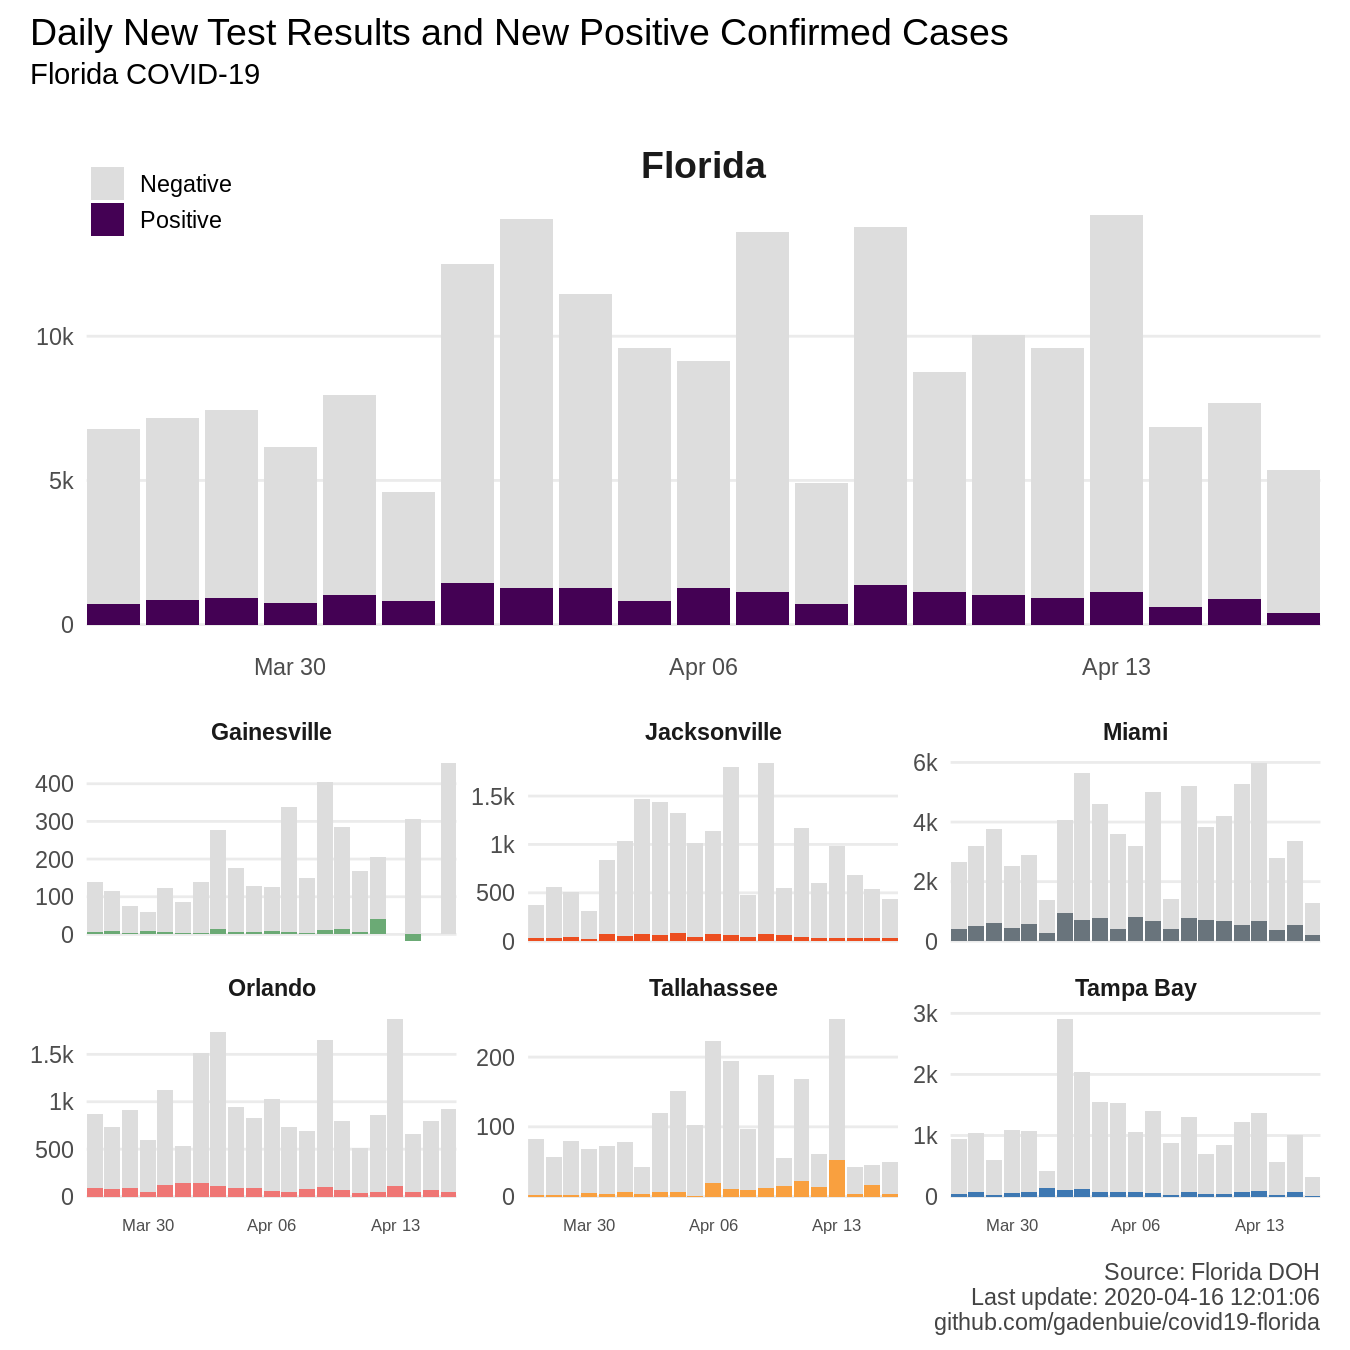 Daily New Test Results and New Positive Confirmed Cases
Florida COVID-19
Florida
Negative
Positive
10k
5k
0
Mar 30 Apr 06 Apr 13
Gainesville Jacksonville Miami
400
300
200
100
0
1.5k
1k
500
0
6k
4k
2k
0
Orlando Tallahassee Tampa Bay
1.5k
1k
500
0
200
100
0
3k
2k
1k
0
Mar 30 Apr 06 Apr 13 Mar 30 Apr 06 Apr 13 Mar 30 Apr 06 Apr 13
Source: Florida DOH
Last update: 2020-04-16 12:01:06
github.com/gadenbuie/covid19-florida